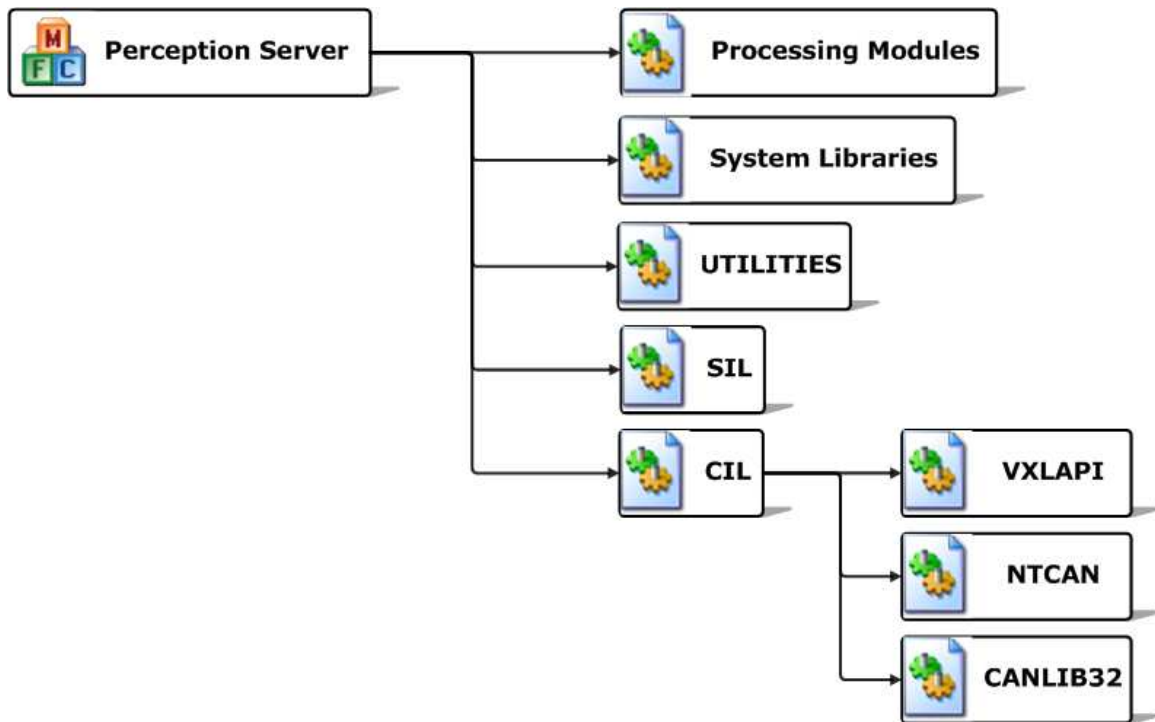 M
F C
Perception Server
Processing Modules
System Libraries
UTILITIES
SIL
CIL
VXLAPI
NTCAN
CANLIB32